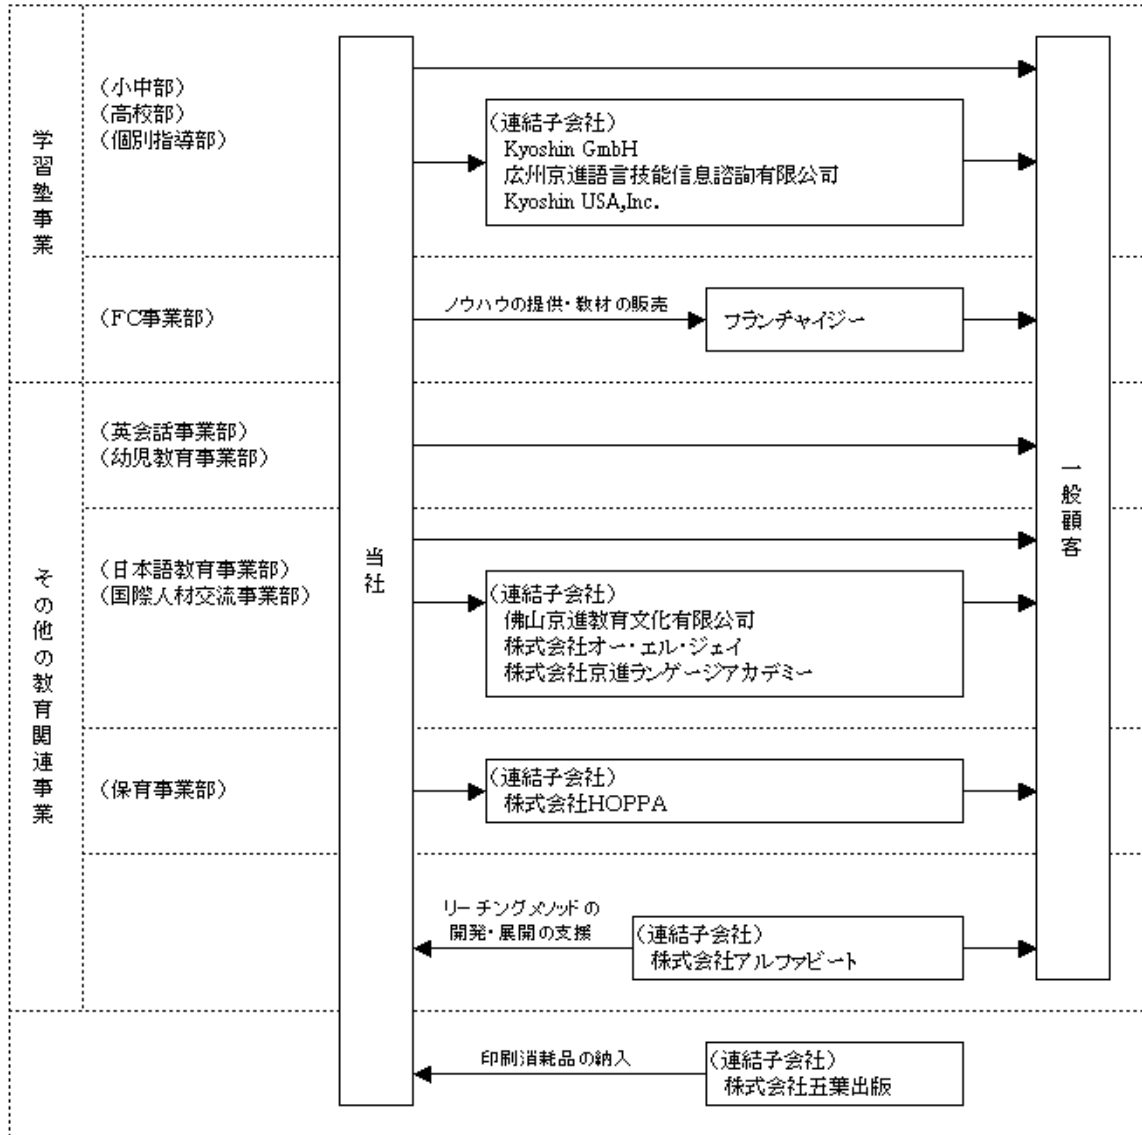 学習塾事業
（小中部）
（高校部）
（個別指導部）
（連結子会社）
Kyoshin GmbH
広州京進語言技能信息諮詢有限公司
Kyoshin USA,Inc.
（FC事業部）
ノウハウの提供・教材の販売
フランチャイジー
その他の教育関連事業
（英会話事業部）
（幼児教育事業部）
当社
一般顧客
（日本語教育事業部）
（国際人材交流事業部）
（連結子会社）
佛山京進教育文化有限公司
株式会社オー・エル・ジェイ
株式会社京進ランゲージアカデミー
（保育事業部）
（連結子会社）
株式会社HOPPA
リーチングメソッドの
開発・展開の支援
（連結子会社）
株式会社アルファビート
印刷消耗品の納入
（連結子会社）
株式会社五葉出版